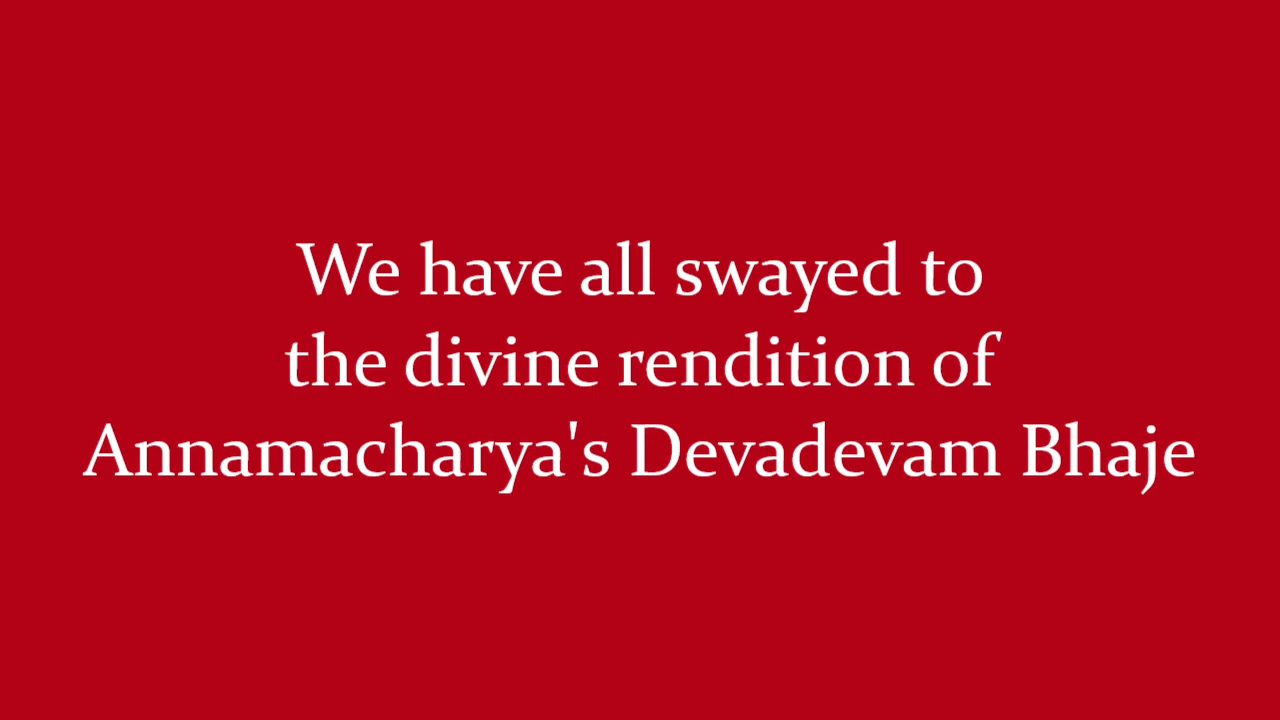 We have all swayed to
the divine rendition of
Annamacharya's Devadevam Bhaje